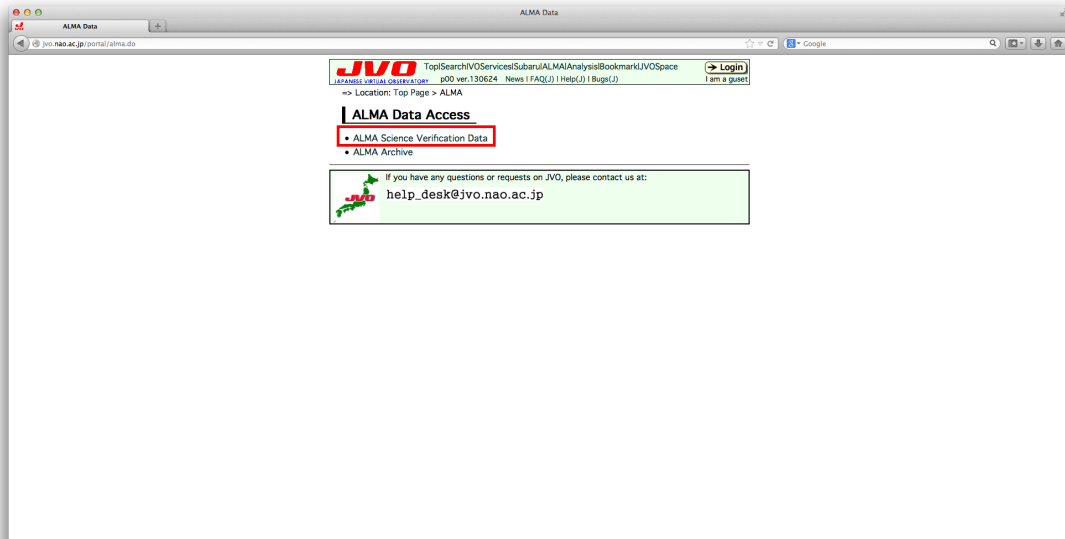 ALMA Data
ALMA Data
jvo.nao.ac.jp/portal/alma.do
Google
JVO
JAPANESE VIRTUAL OBSERVATORY
Top|Search|VOServices|Subaru|ALMA|Analysis|Bookmark|JVOSpace
p00 ver.130624 News | FAQ(J) | Help(J) | Bugs(J)
Login
I am a guset
=> Location: Top Page > ALMA
ALMA Data Access
• ALMA Science Verification Data
• ALMA Archive
If you have any questions or requests on JVO, please contact us at:
JVO
help_desk@jvo.nao.ac.jp